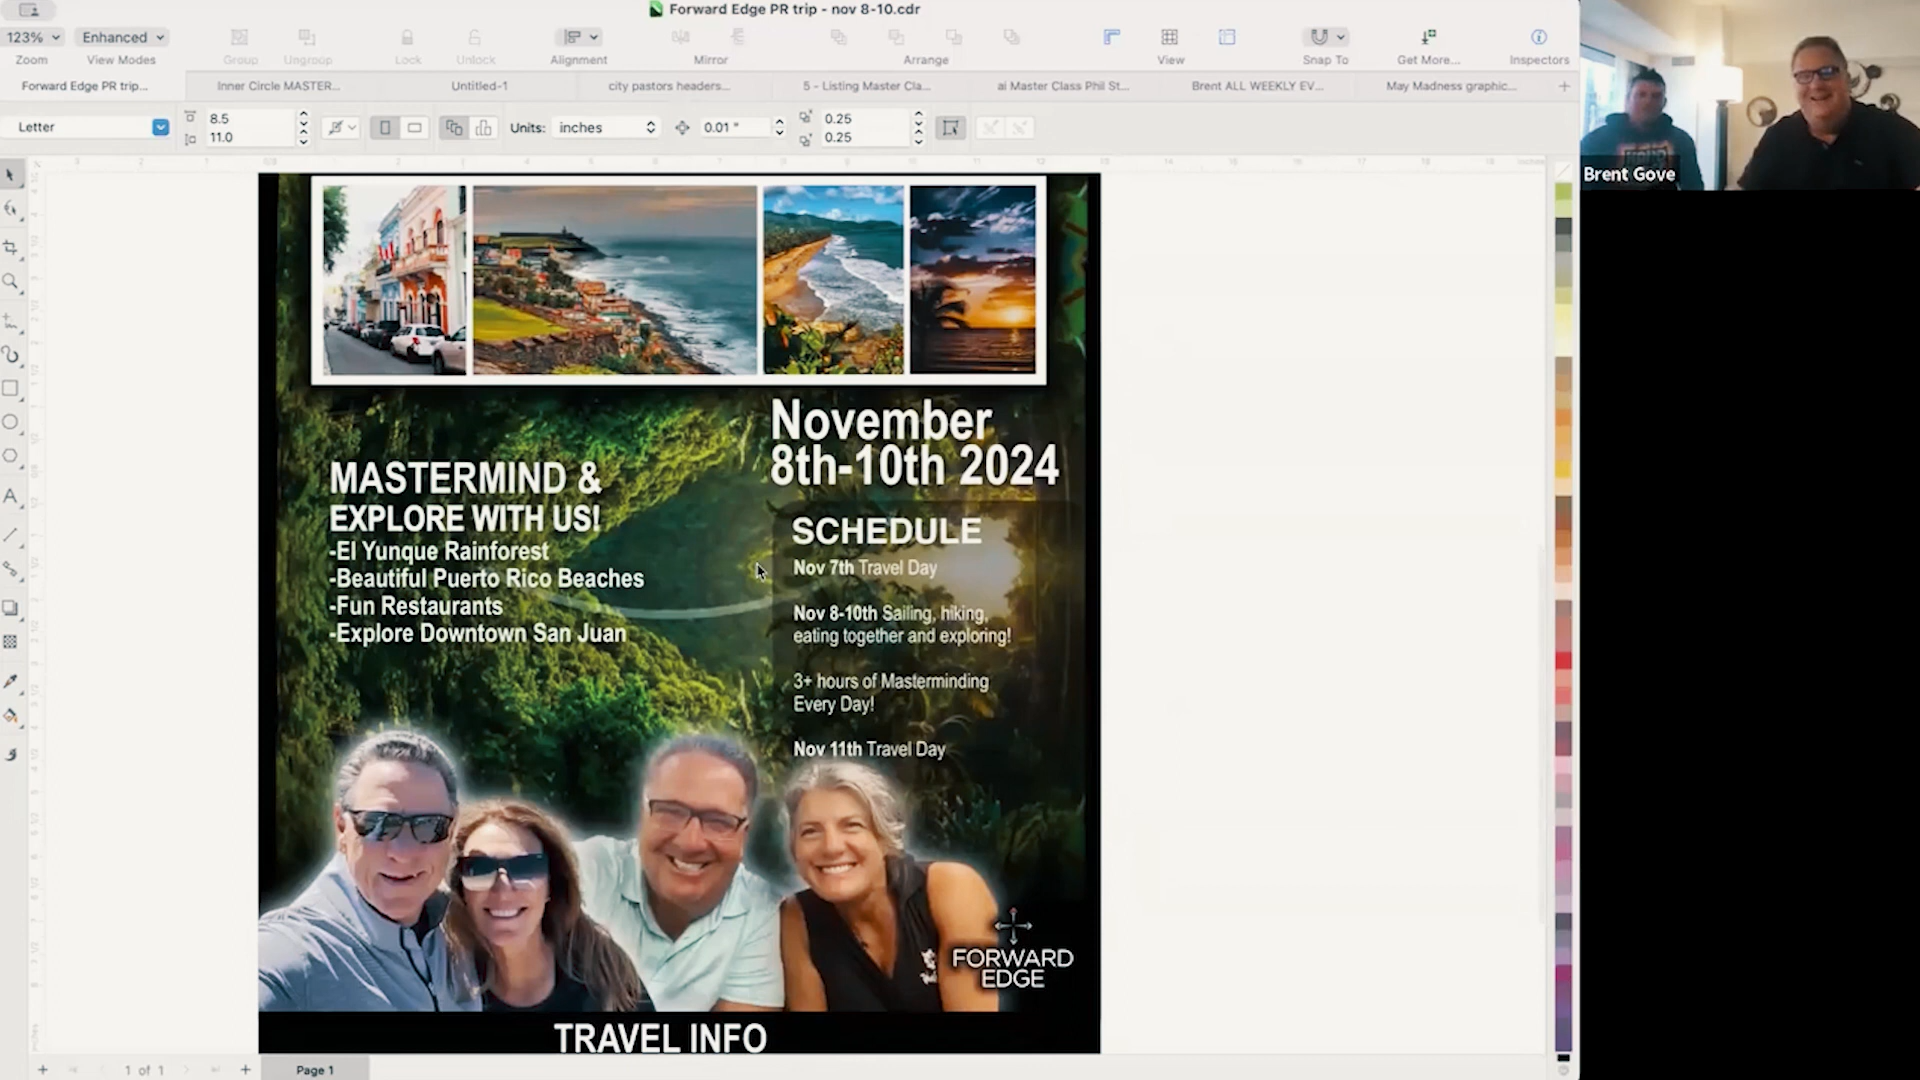 Forward Edge PR trip - nov 8-10.cdr
123%
Enhanced
Zoom
View Modes
Group
Ungroup
Lock
Unlock
Alignment
Mirror
Arrange
View
Snap To
Get More...
Inspectors
Forward Edge PR trip...
Inner Circle MASTER...
Untitled-1
city pastors headers...
5 - Listing Master Cla...
ai Master Class Phil St...
Brent ALL WEEKLY EV...
May Madness graphic...
Letter
8.5
11.0
Units:
inches
0.01 "
0.25
0.25
Brent Gove
November
8th-10th 2024
MASTERMIND &
EXPLORE WITH US!
-El Yunque Rainforest
-Beautiful Puerto Rico Beaches
-Fun Restaurants
-Explore Downtown San Juan
SCHEDULE
Nov 7th Travel Day
Nov 8-10th Sailing, hiking,
eating together and exploring!
3+ hours of Masterminding
Every Day!
Nov 11th Travel Day
FORWARD
EDGE
TRAVEL INFO
1 of 1
Page 1